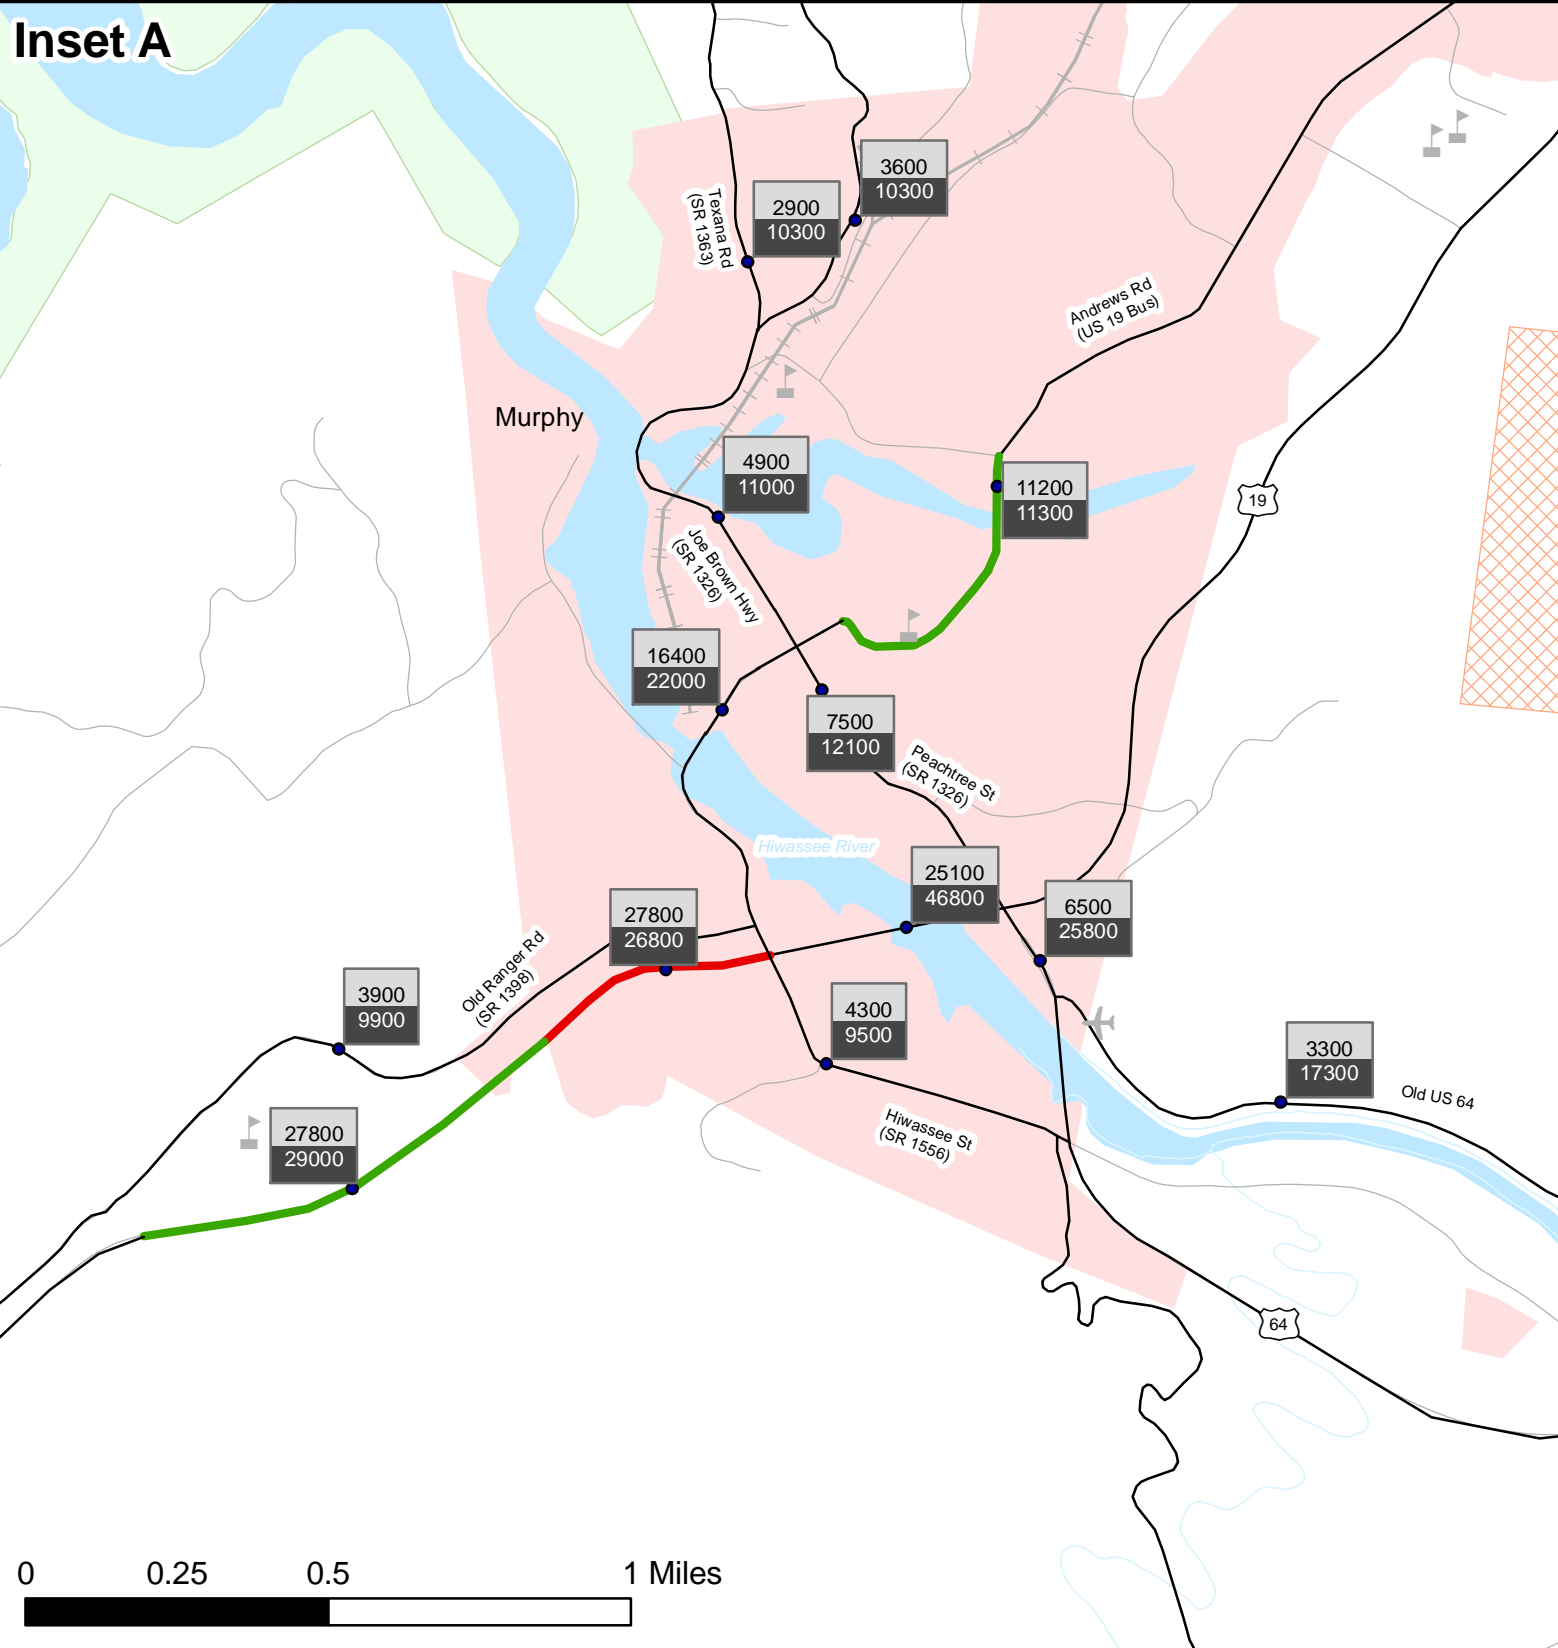 Inset A
3600
10300
2900
10300
Texana Rd
(SR 1363)
Andrews Rd
(US 19 Bus)
Murphy
4900
11000
11200
11300
19
Joe Brown Hwy
(SR 1326)
16400
22000
7500
12100
Peachtree St
(SR 1326)
Hiwassee River
25100
46800
27800
26800
6500
25800
Old Ranger Rd
(SR 1398)
3900
9900
4300
9500
3300
17300
Old US 64
27800
29000
Hiwassee St
(SR 1556)
64
0 0.25 0.5 1 Miles